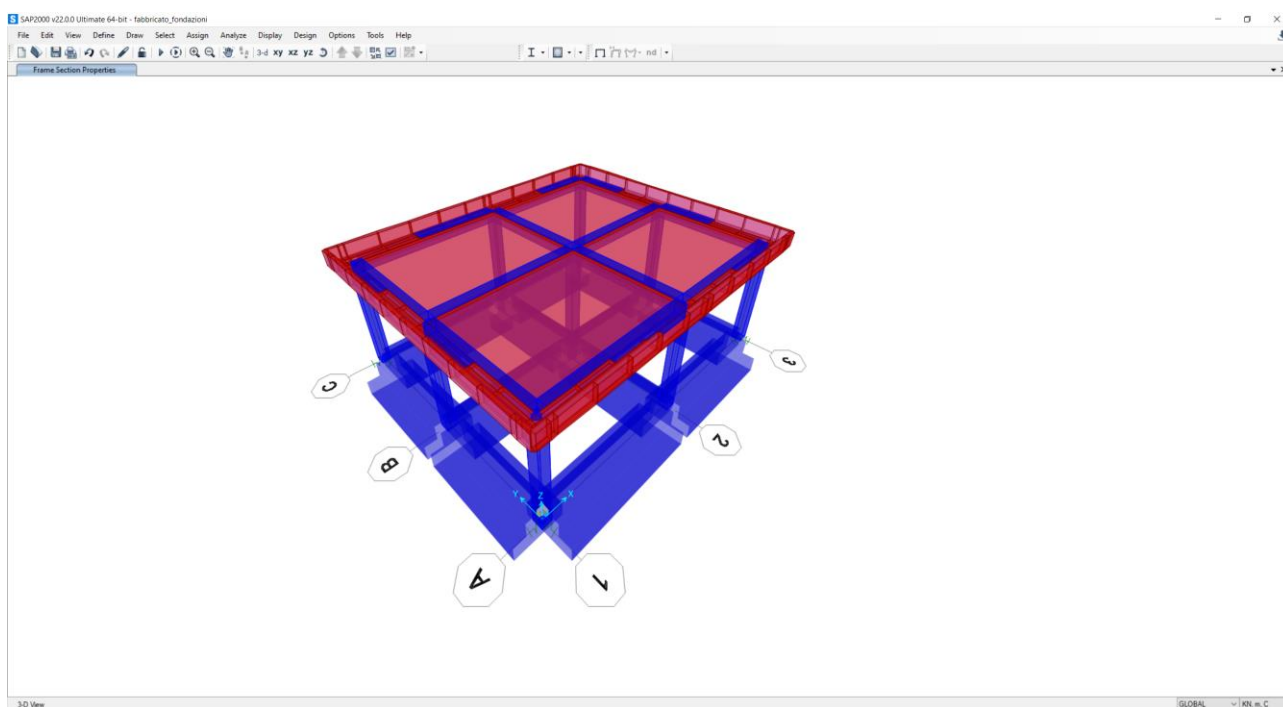 SAP2000 v22.0.0 Ultimate 64-bit - fabbricato_fondazioni
File Edit View Define Draw Select Assign Analyze Display Design Options Tools Help
3-d xy xz yz nd
Frame Section Properties
C
3
B
2
Y Z X
A
1
3-D View
GLOBAL
KN, m, C